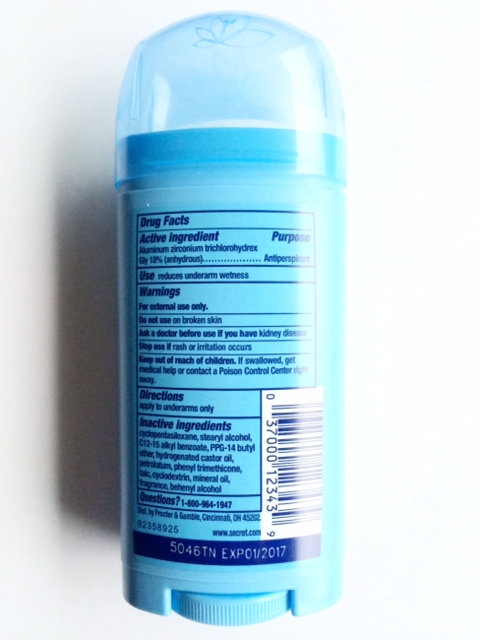 Drug Facts
Active ingredient Purpose
Aluminum zirconium trichlorohydrex
Gly 18% (anhydrous)................... Antiperspirant
Use reduces underarm wetness
Warnings
For external use only.
Do not use on broken skin
Ask a doctor before use if you have kidney disease
Stop use if rash or irritation occurs
Keep out of reach of children. If swallowed, get
medical help or contact a Poison Control Center right
away.
Directions
apply to underarms only
Inactive ingredients
cyclopentasiloxane, stearyl alcohol,
C12-15 alkyl benzoate, PPG-14 butyl
ether, hydrogenated castor oil,
petrolatum, phenyl trimethicone,
talc, cyclodextrin, mineral oil,
fragrance, behenyl alcohol
Questions? 1-800-964-1947
Dist. by Procter & Gamble, Cincinnati, OH 45202
92358925 www.secret.com
0 37000 12343 9
5046TN EXP01/2017